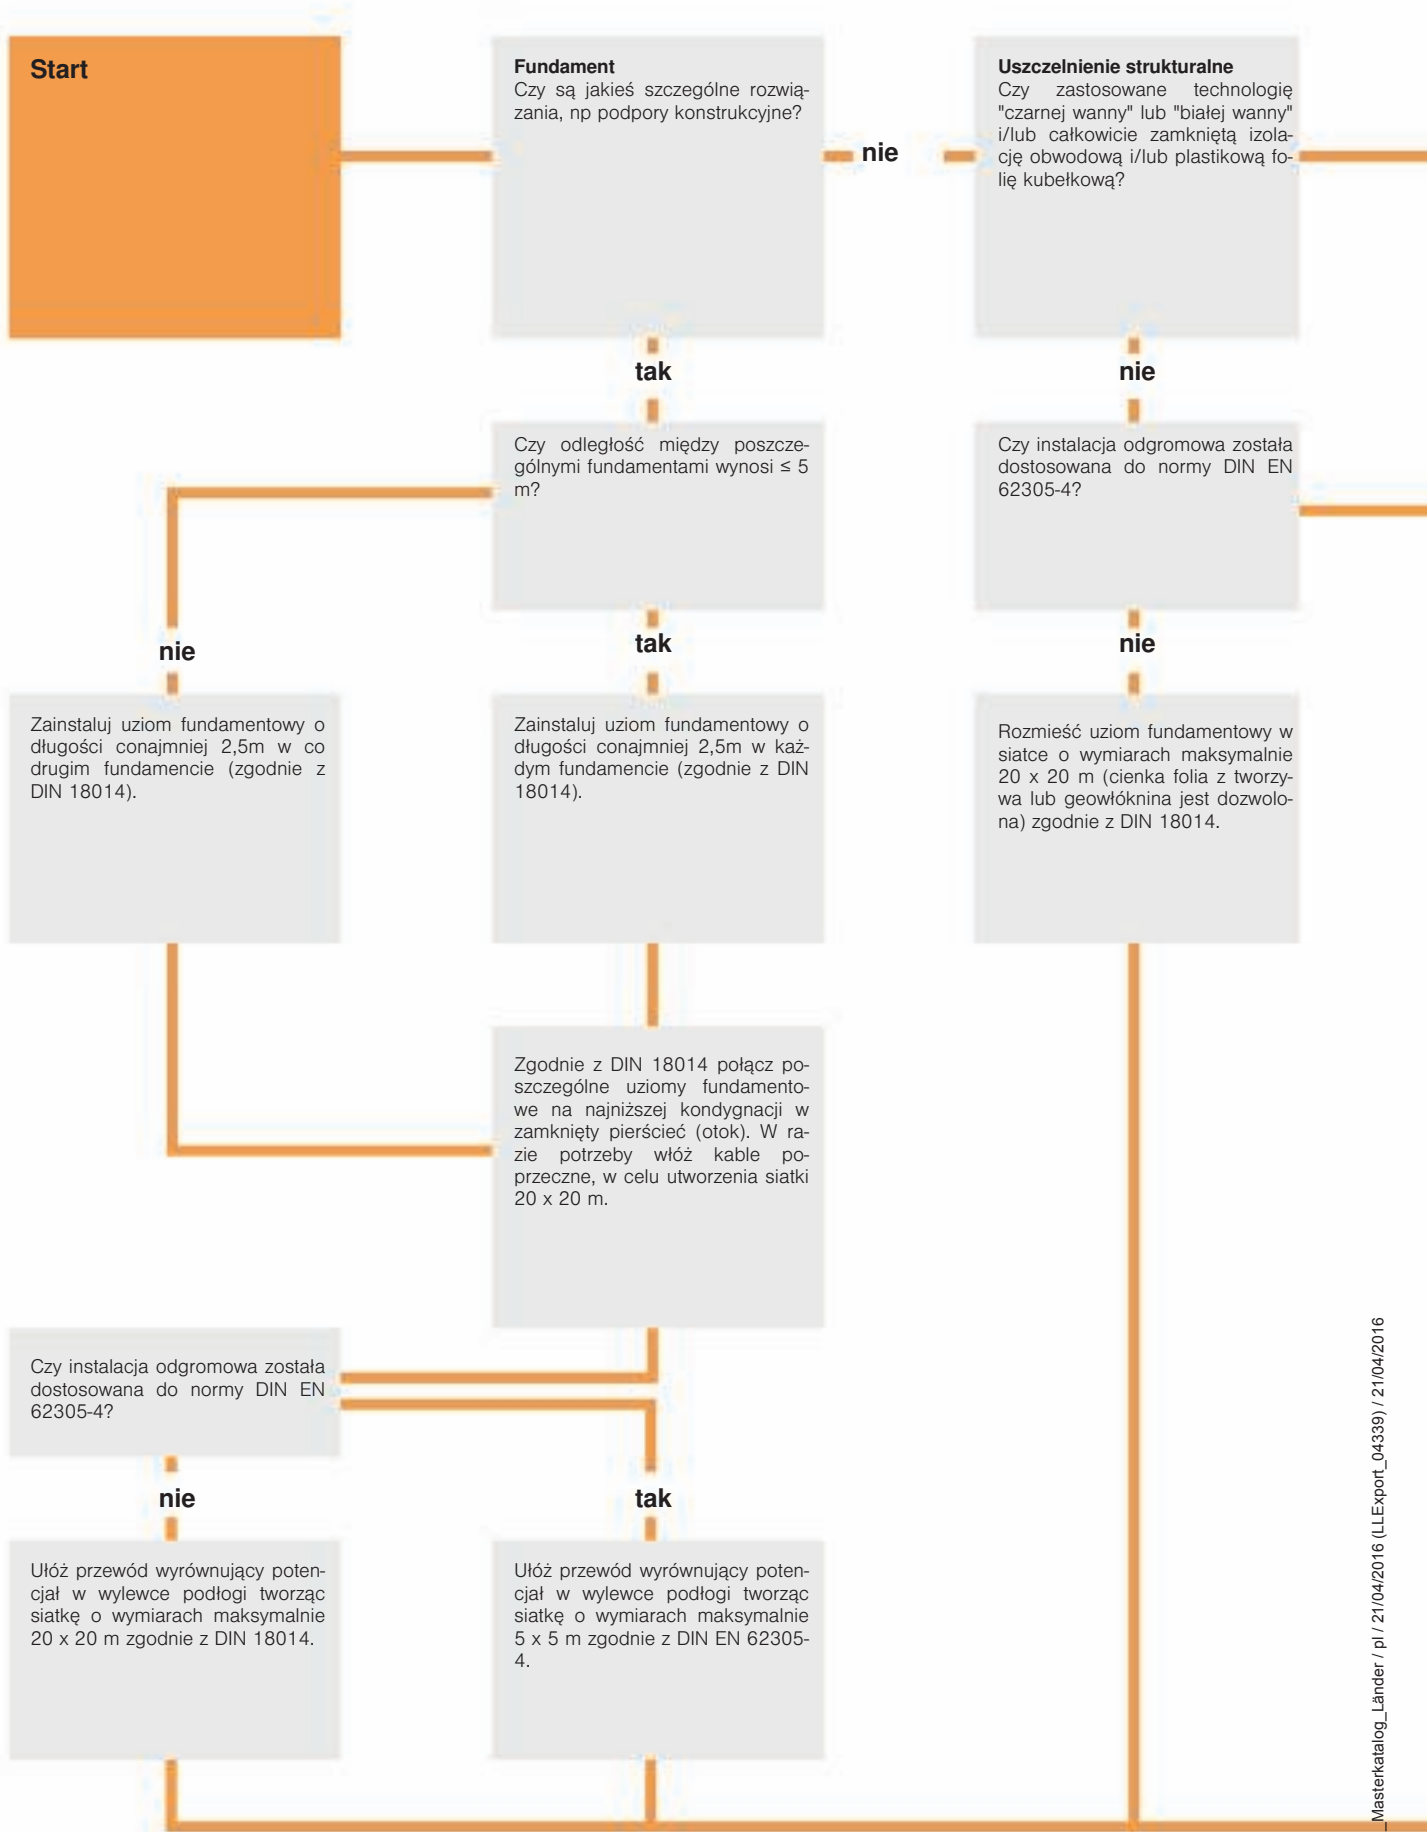 Start
Fundament
Czy są jakieś szczególne rozwią-
zania, np podpory konstrukcyjne?
nie
Uszczelnienie strukturalne
Czy zastosowane technologię
"czarnej wanny" lub "białej wanny"
i/lub całkowicie zamkniętą izola-
cję obwodową i/lub plastikową fo-
lię kubełkową?
tak
nie
Czy odległość między poszcze-
gólnymi fundamentami wynosi ≤ 5
m?
Czy instalacja odgromowa została
dostosowana do normy DIN EN
62305-4?
nie
tak
nie
Zainstaluj uziom fundamentowy o
długości conajmniej 2,5m w co
drugim fundamencie (zgodnie z
DIN 18014).
Zainstaluj uziom fundamentowy o
długości conajmniej 2,5m w każ-
dym fundamencie (zgodnie z DIN
18014).
Rozmieść uziom fundamentowy w
siatce o wymiarach maksymalnie
20 x 20 m (cienka folia z tworzy-
wa lub geowłóknina jest dozwolo-
na) zgodnie z DIN 18014.
Zgodnie z DIN 18014 połącz po-
szczególne uziomy fundamento-
we na najniższej kondygnacji w
zamknięty pierścieć (otok). W ra-
zie potrzeby włóż kable po-
przeczne, w celu utworzenia siatki
20 x 20 m.
Czy instalacja odgromowa została
dostosowana do normy DIN EN
62305-4?
nie
tak
Ułóż przewód wyrównujący poten-
cjał w wylewce podłogi tworząc
siatkę o wymiarach maksymalnie
20 x 20 m zgodnie z DIN 18014.
Ułóż przewód wyrównujący poten-
cjał w wylewce podłogi tworząc
siatkę o wymiarach maksymalnie
5 x 5 m zgodnie z DIN EN 62305-
4.
_Masterkatalog_Länder / pl / 21/04/2016 (LLExport_04339) / 21/04/2016